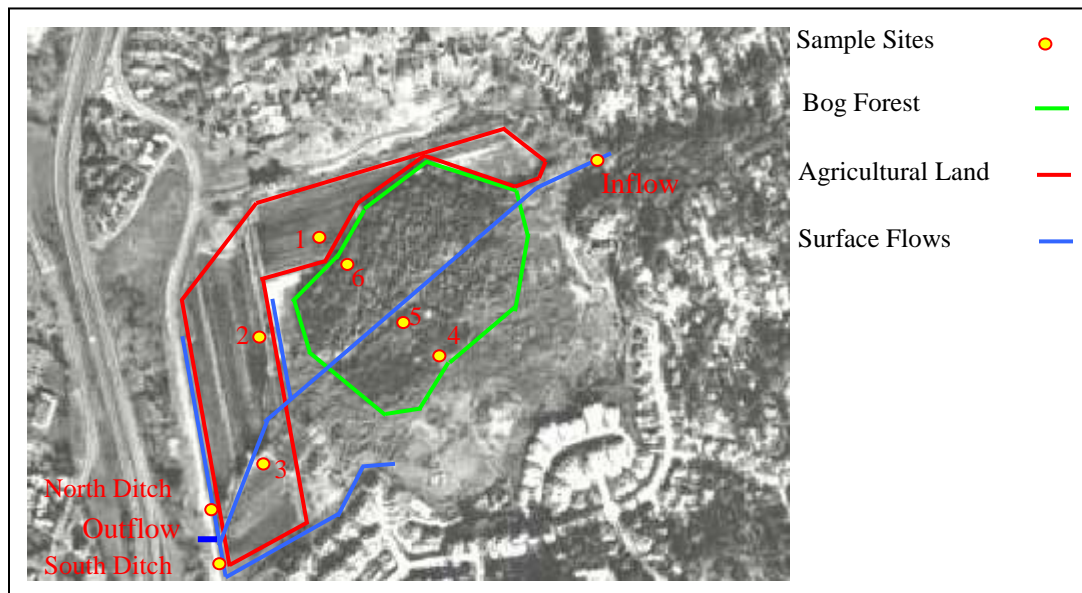 Sample Sites
Bog Forest
Agricultural Land
Surface Flows
Inflow
1
6
5
2
4
3
North Ditch
Outflow
South Ditch